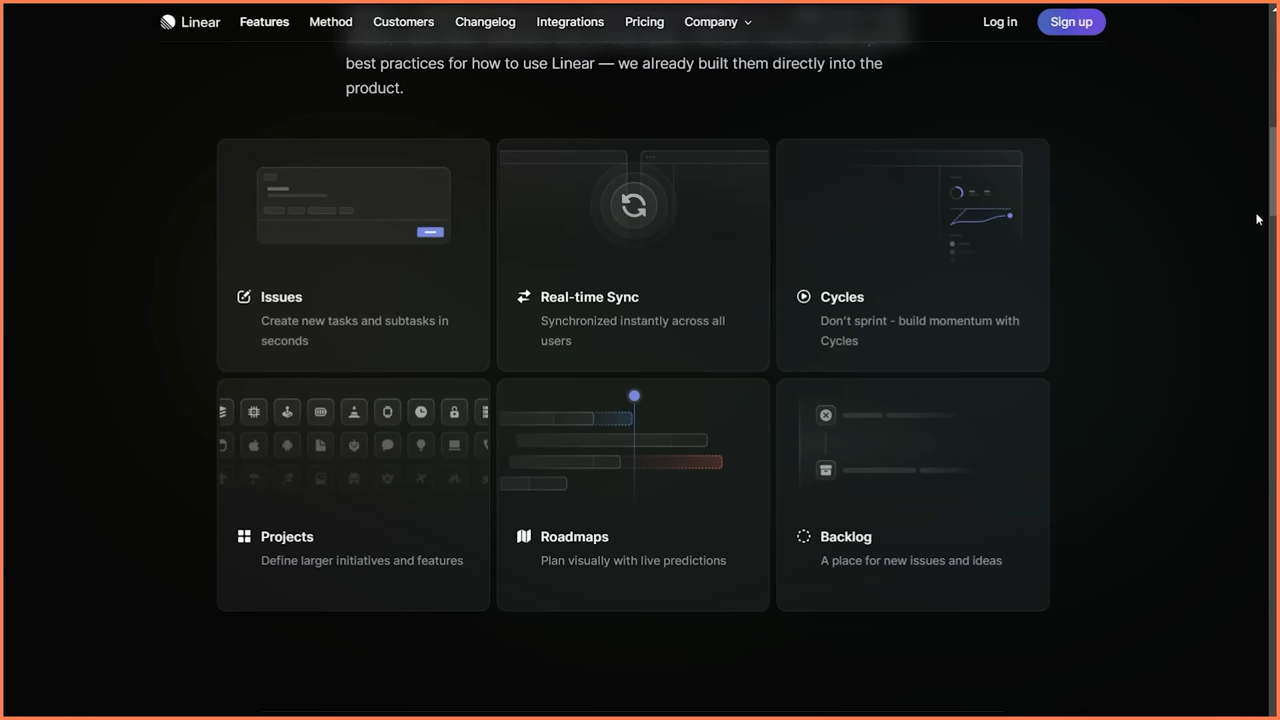 Linear Features Method Customers Changelog Integrations Pricing Company Log in Sign up
best practices for how to use Linear — we already built them directly into the
product.
Issues
Create new tasks and subtasks in
seconds
Real-time Sync
Synchronized instantly across all
users
Cycles
Don't sprint - build momentum with
Cycles
Projects
Define larger initiatives and features
Roadmaps
Plan visually with live predictions
Backlog
A place for new issues and ideas